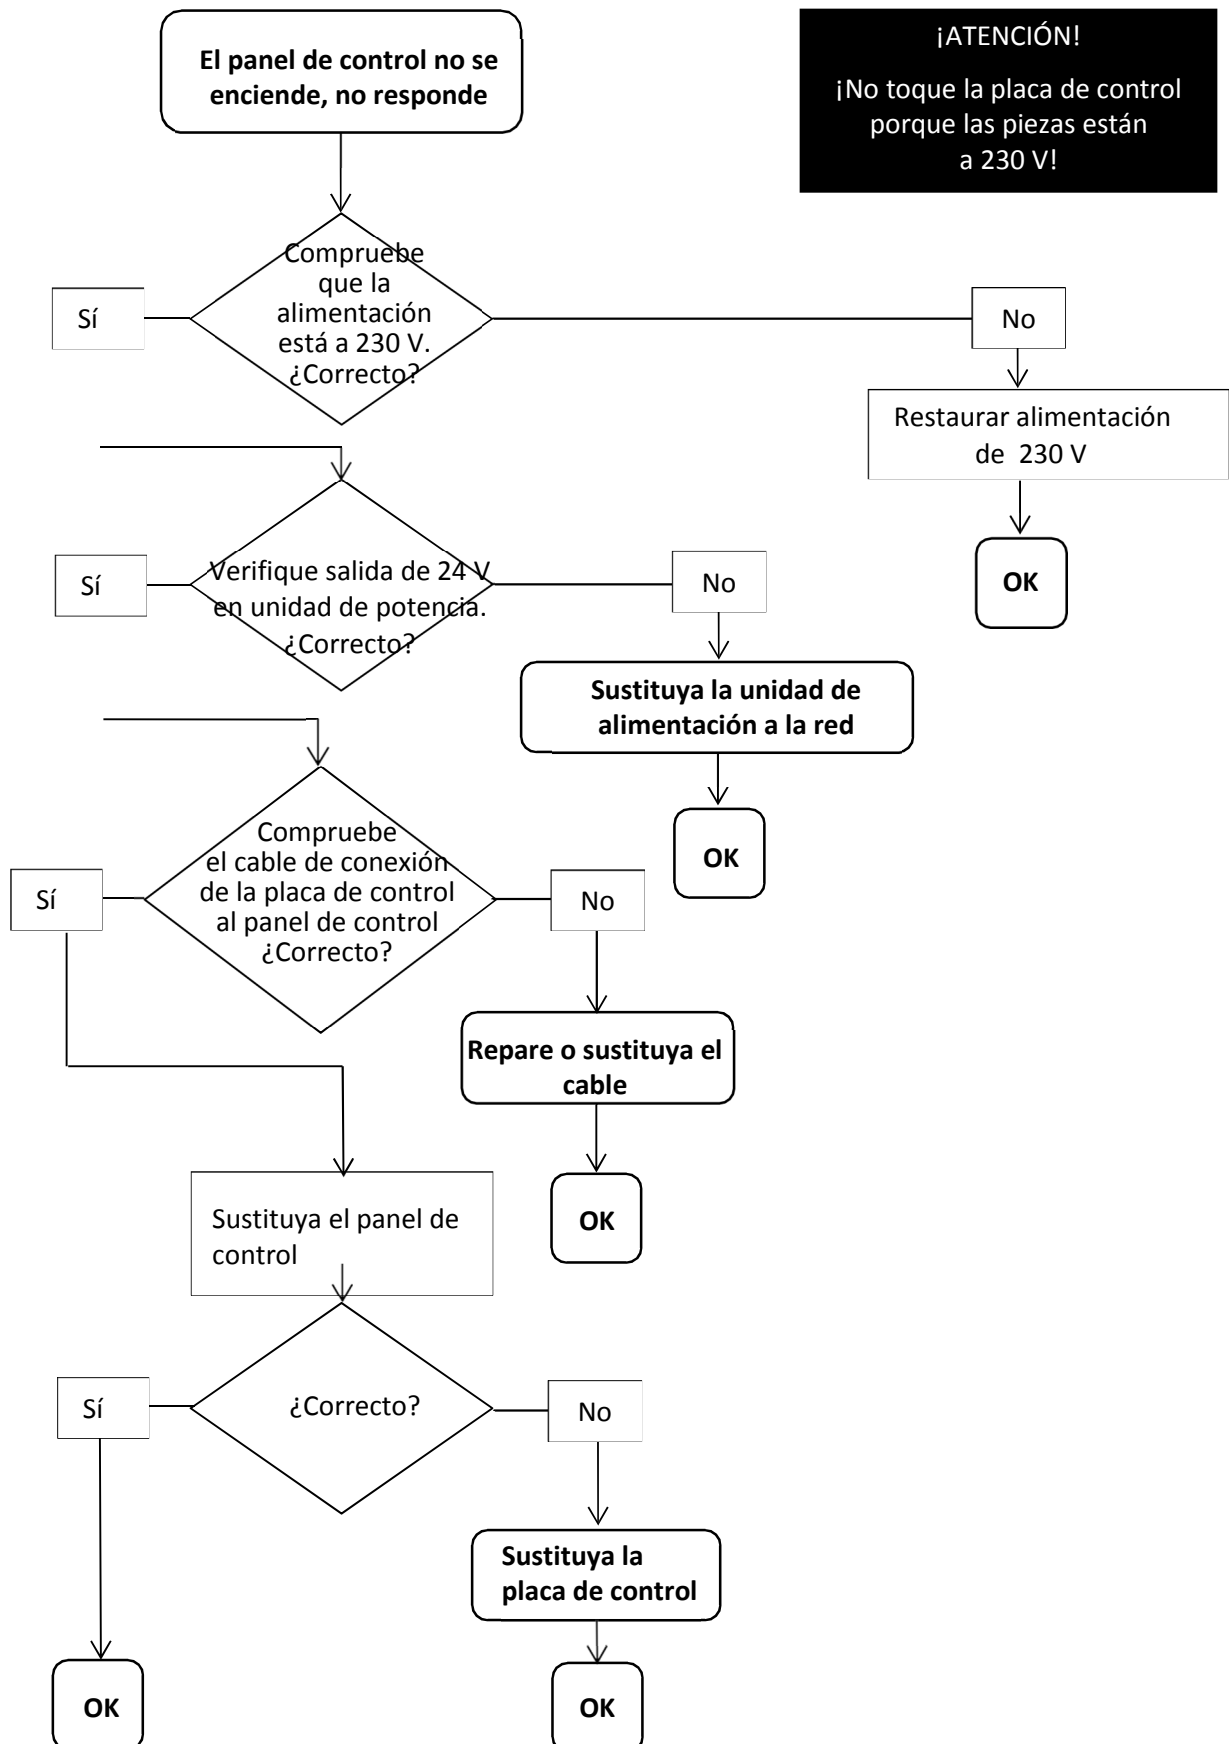 El panel de control no se
enciende, no responde
¡ATENCIÓN!
¡No toque la placa de control
porque las piezas están
a 230 V!
Compruebe
que la
alimentación
está a 230 V.
¿Correcto?
Sí
No
Restaurar alimentación
de 230 V
OK
Verifique salida de 24 V
en unidad de potencia.
¿Correcto?
Sí
No
Sustituya la unidad de
alimentación a la red
OK
Compruebe
el cable de conexión
de la placa de control
al panel de control
¿Correcto?
Sí
No
Repare o sustituya el
cable
OK
Sustituya el panel de
control
¿Correcto?
Sí
No
Sustituya la
placa de control
OK
OK